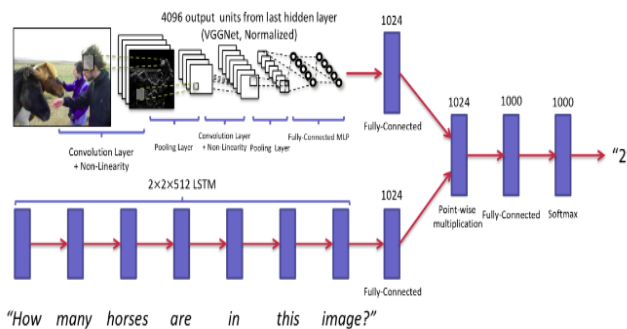 4096 output units from last hidden layer
(VGGNet, Normalized)
1024
Convolution Layer
+ Non-Linearity
Pooling Layer
Convolution Layer
+ Non-Linearity
Pooling Layer
Fully-Connected MLP
Fully-Connected
1024
1000
1000
"2
Point-wise
multiplication
Fully-Connected
Softmax
2×2×512 LSTM
1024
Fully-Connected
"How many horses are in this image?"